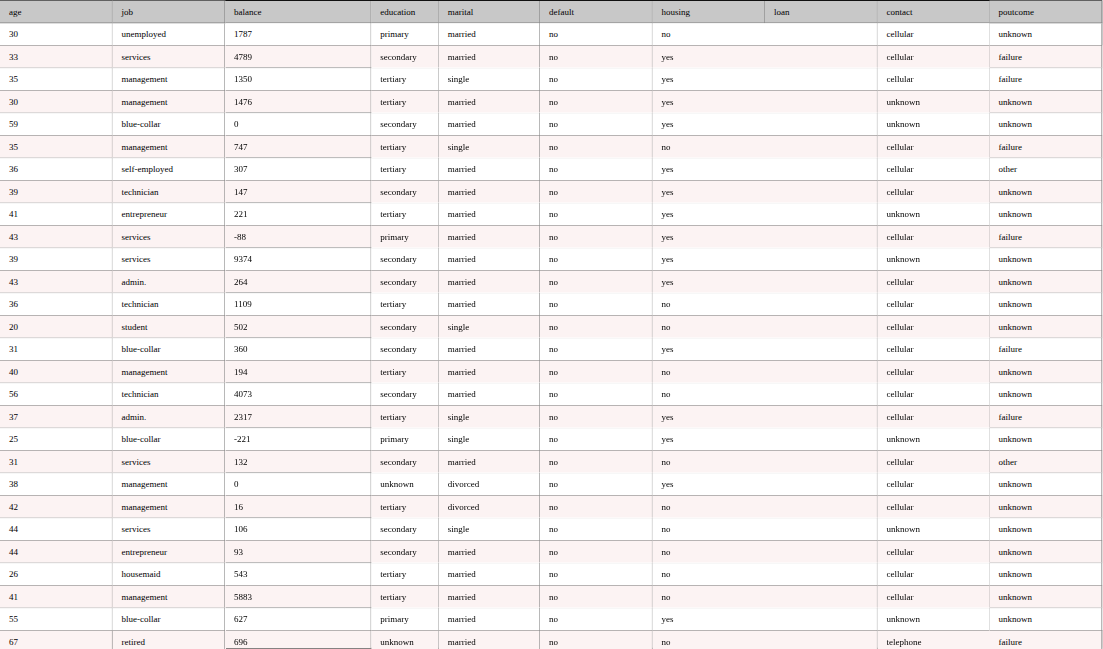 age job balance education marital default housing loan contact poutcome
30 unemployed 1787 primary married no no cellular unknown
33 services 4789 secondary married no yes cellular failure
35 management 1350 tertiary single no yes cellular failure
30 management 1476 tertiary married no yes unknown unknown
59 blue-collar 0 secondary married no yes unknown unknown
35 management 747 tertiary single no no cellular failure
36 self-employed 307 tertiary married no yes cellular other
39 technician 147 secondary married no yes cellular unknown
41 entrepreneur 221 tertiary married no yes unknown unknown
43 services -88 primary married no yes cellular failure
39 services 9374 secondary married no yes unknown unknown
43 admin. 264 secondary married no yes cellular unknown
36 technician 1109 tertiary married no no cellular unknown
20 student 502 secondary single no no cellular unknown
31 blue-collar 360 secondary married no yes cellular failure
40 management 194 tertiary married no no cellular unknown
56 technician 4073 secondary married no no cellular unknown
37 admin. 2317 tertiary single no yes cellular failure
25 blue-collar -221 primary single no yes unknown unknown
31 services 132 secondary married no no cellular other
38 management 0 unknown divorced no yes cellular unknown
42 management 16 tertiary divorced no no cellular unknown
44 services 106 secondary single no no unknown unknown
44 entrepreneur 93 secondary married no no cellular unknown
26 housemaid 543 tertiary married no no cellular unknown
41 management 5883 tertiary married no no cellular unknown
55 blue-collar 627 primary married no yes unknown unknown
67 retired 696 unknown married no no telephone failure